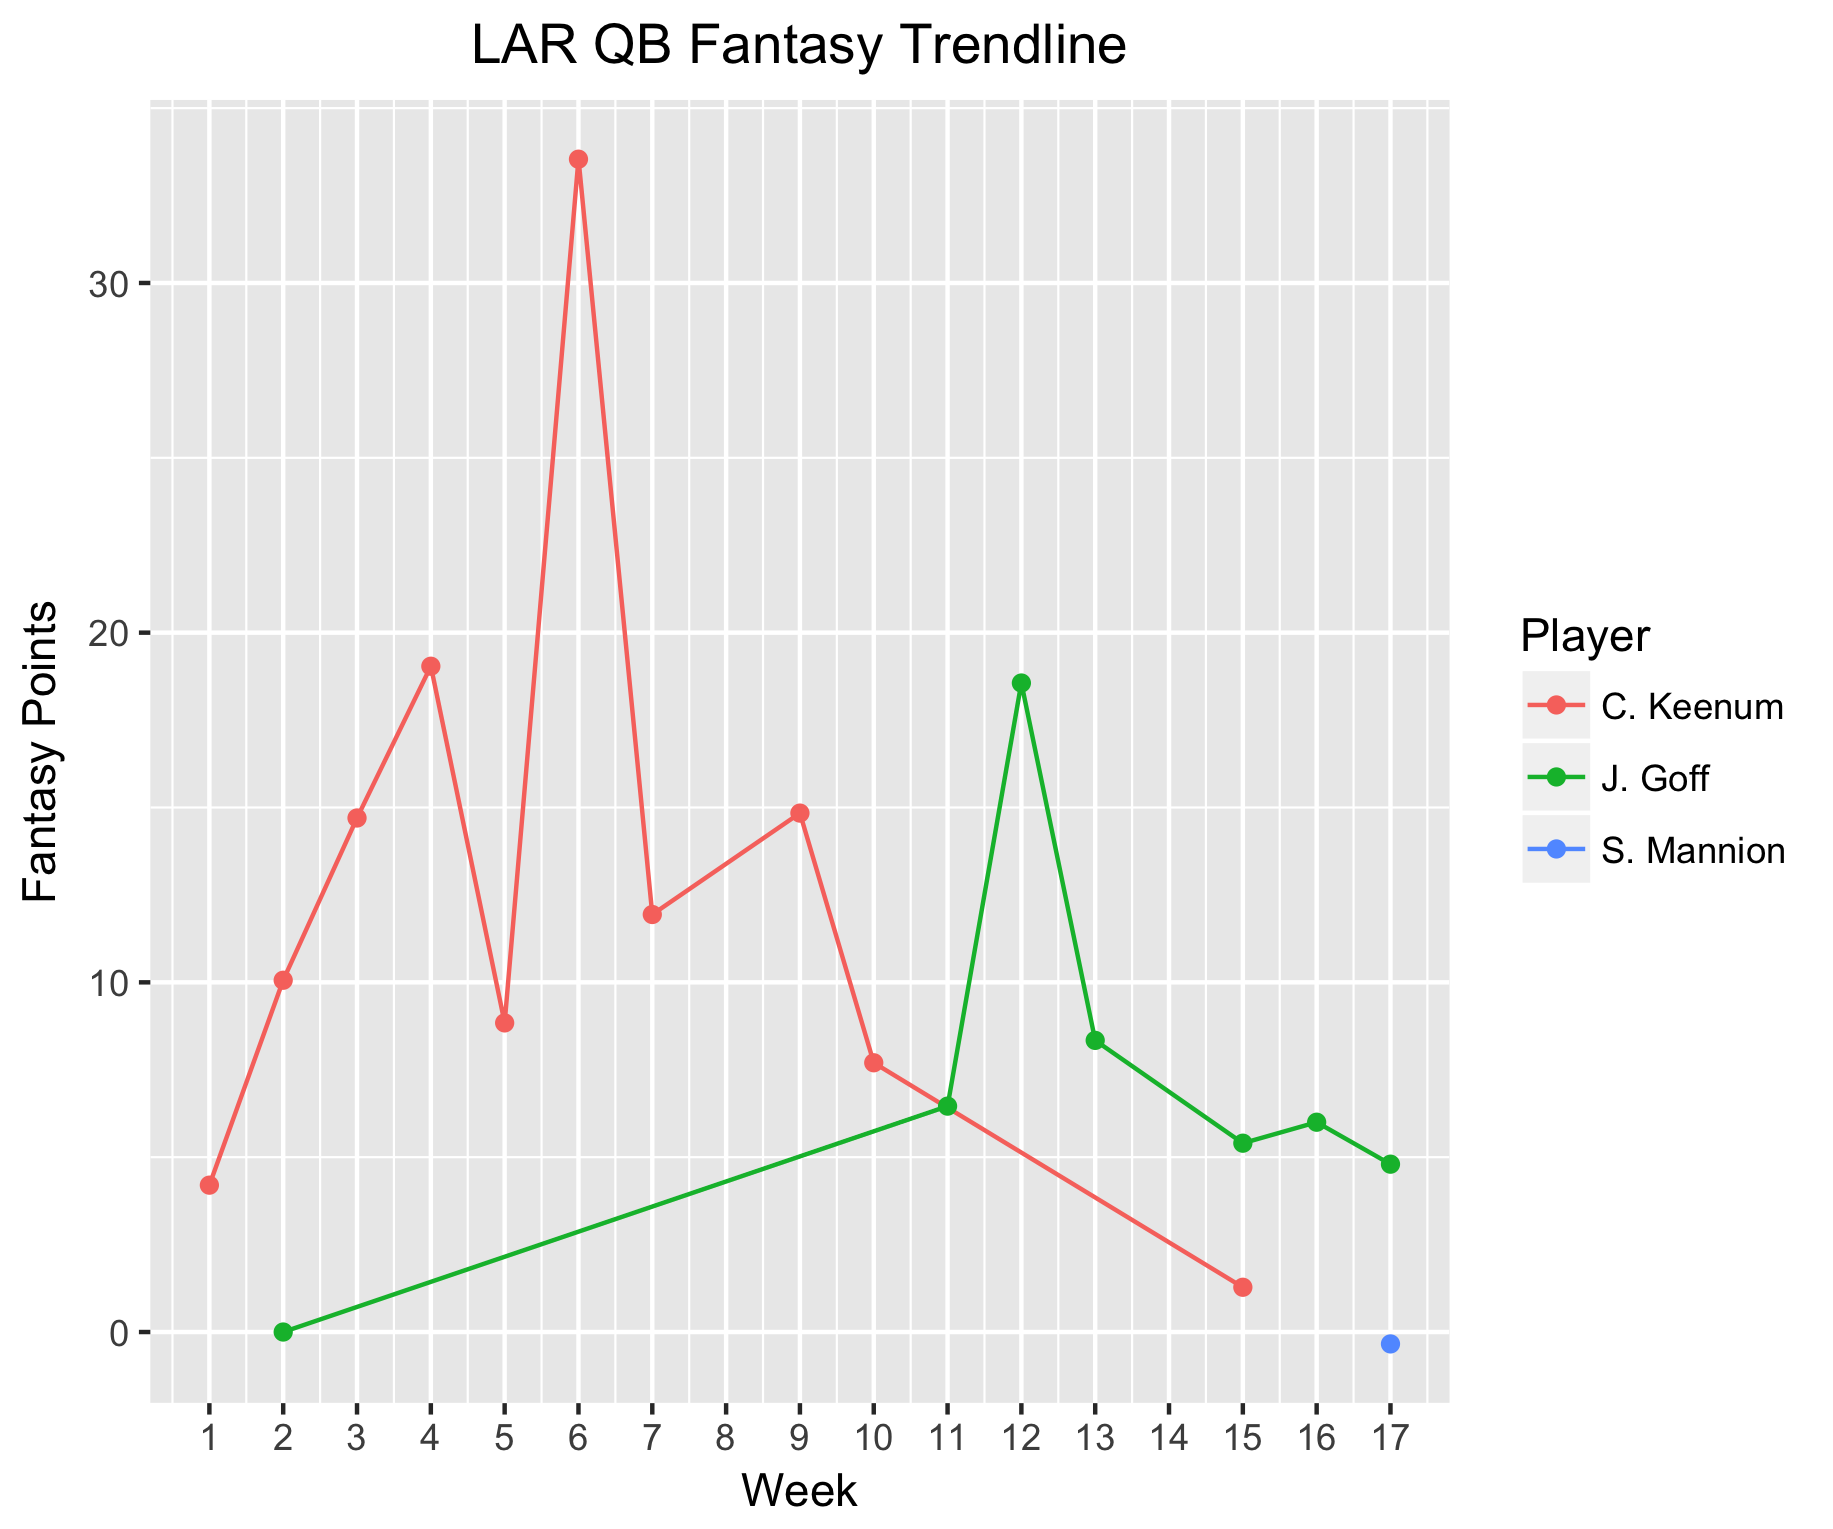 LAR QB Fantasy Trendline
Fantasy Points
30
20
10
0
1 2 3 4 5 6 7 8 9 10 11 12 13 14 15 16 17
Week
Player
C. Keenum
J. Goff
S. Mannion